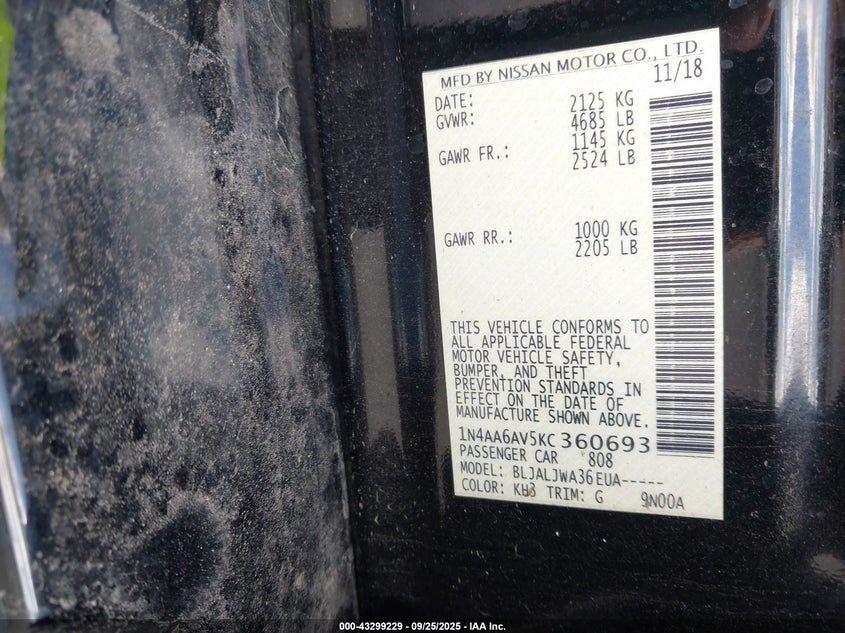 MFD BY NISSAN MOTOR CO., LTD.
DATE: 11/18
GVWR: 2125 KG
4685 LB
GAWR FR.: 1145 KG
2524 LB
GAWR RR.: 1000 KG
2205 LB
THIS VEHICLE CONFORMS TO
ALL APPLICABLE FEDERAL
MOTOR VEHICLE SAFETY,
BUMPER, AND THEFT
PREVENTION STANDARDS IN
EFFECT ON THE DATE OF
MANUFACTURE SHOWN ABOVE.
1N4AA6AV5KC360693
PASSENGER CAR 808
MODEL: BLJALJWA36EUA-----
COLOR: KH3 TRIM: G 9N00A
000-43299229 - 09/25/2025 - IAA Inc.